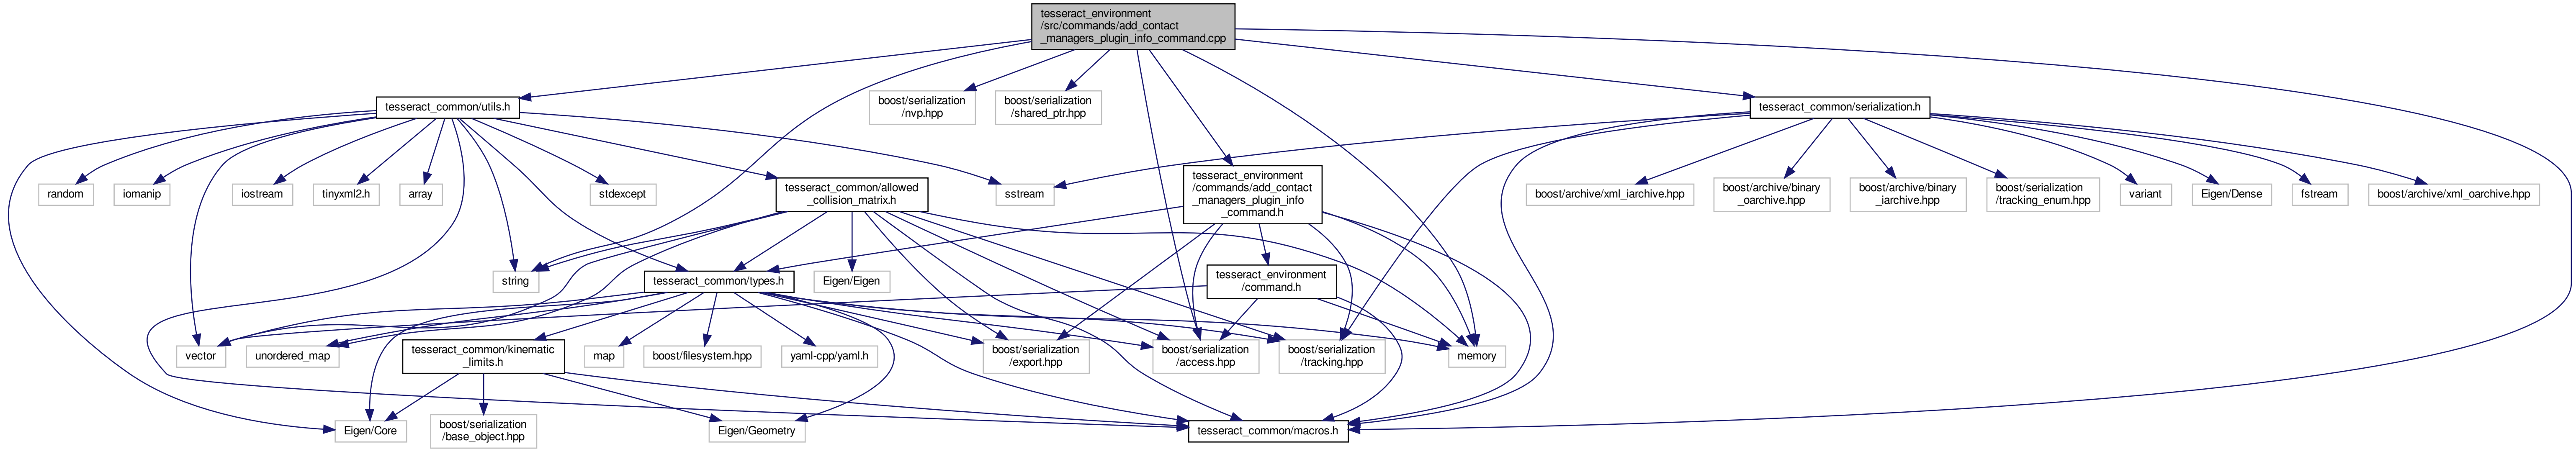 tesseract_environment
/src/commands/add_contact
_managers_plugin_info_command.cpp
tesseract_common/utils.h
boost/serialization
/nvp.hpp
boost/serialization
/shared_ptr.hpp
tesseract_common/serialization.h
random
iomanip
iostream
tinyxml2.h
array
stdexcept
tesseract_common/allowed
_collision_matrix.h
sstream
tesseract_environment
/commands/add_contact
_managers_plugin_info
_command.h
boost/archive/xml_iarchive.hpp
boost/archive/binary
_oarchive.hpp
boost/archive/binary
_iarchive.hpp
boost/serialization
/tracking_enum.hpp
variant
Eigen/Dense
fstream
boost/archive/xml_oarchive.hpp
string
tesseract_common/types.h
Eigen/Eigen
tesseract_environment
/command.h
vector
unordered_map
tesseract_common/kinematic
_limits.h
map
boost/filesystem.hpp
yaml-cpp/yaml.h
boost/serialization
/export.hpp
boost/serialization
/access.hpp
boost/serialization
/tracking.hpp
memory
Eigen/Core
boost/serialization
/base_object.hpp
Eigen/Geometry
tesseract_common/macros.h